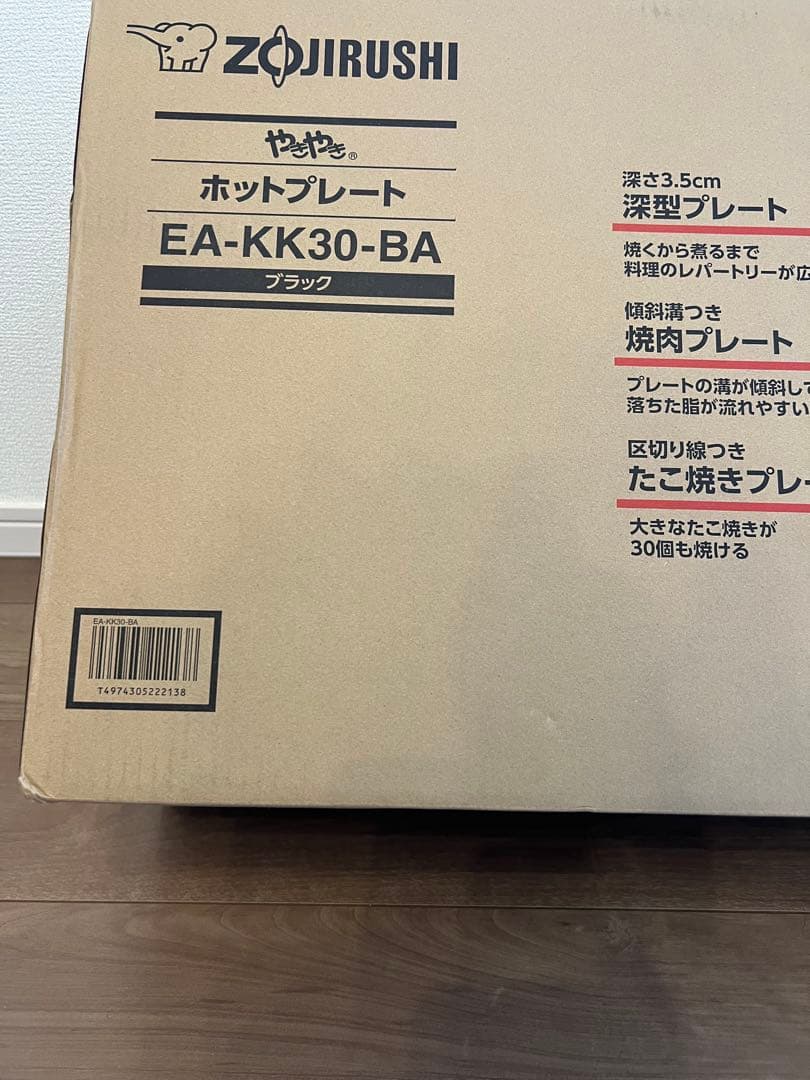 ZOJIRUSHI
やきやき®
ホットプレート
EA-KK30-BA
ブラック
深さ3.5cm
深型プレート
焼くから煮るまで
料理のレパートリーが広
傾斜溝つき
焼肉プレート
プレートの溝が傾斜して
落ちた脂が流れやすい
区切り線つき
たこ焼きプレー
大きなたこ焼きが
30個も焼ける
EA-KK30-BA
T4974305222138